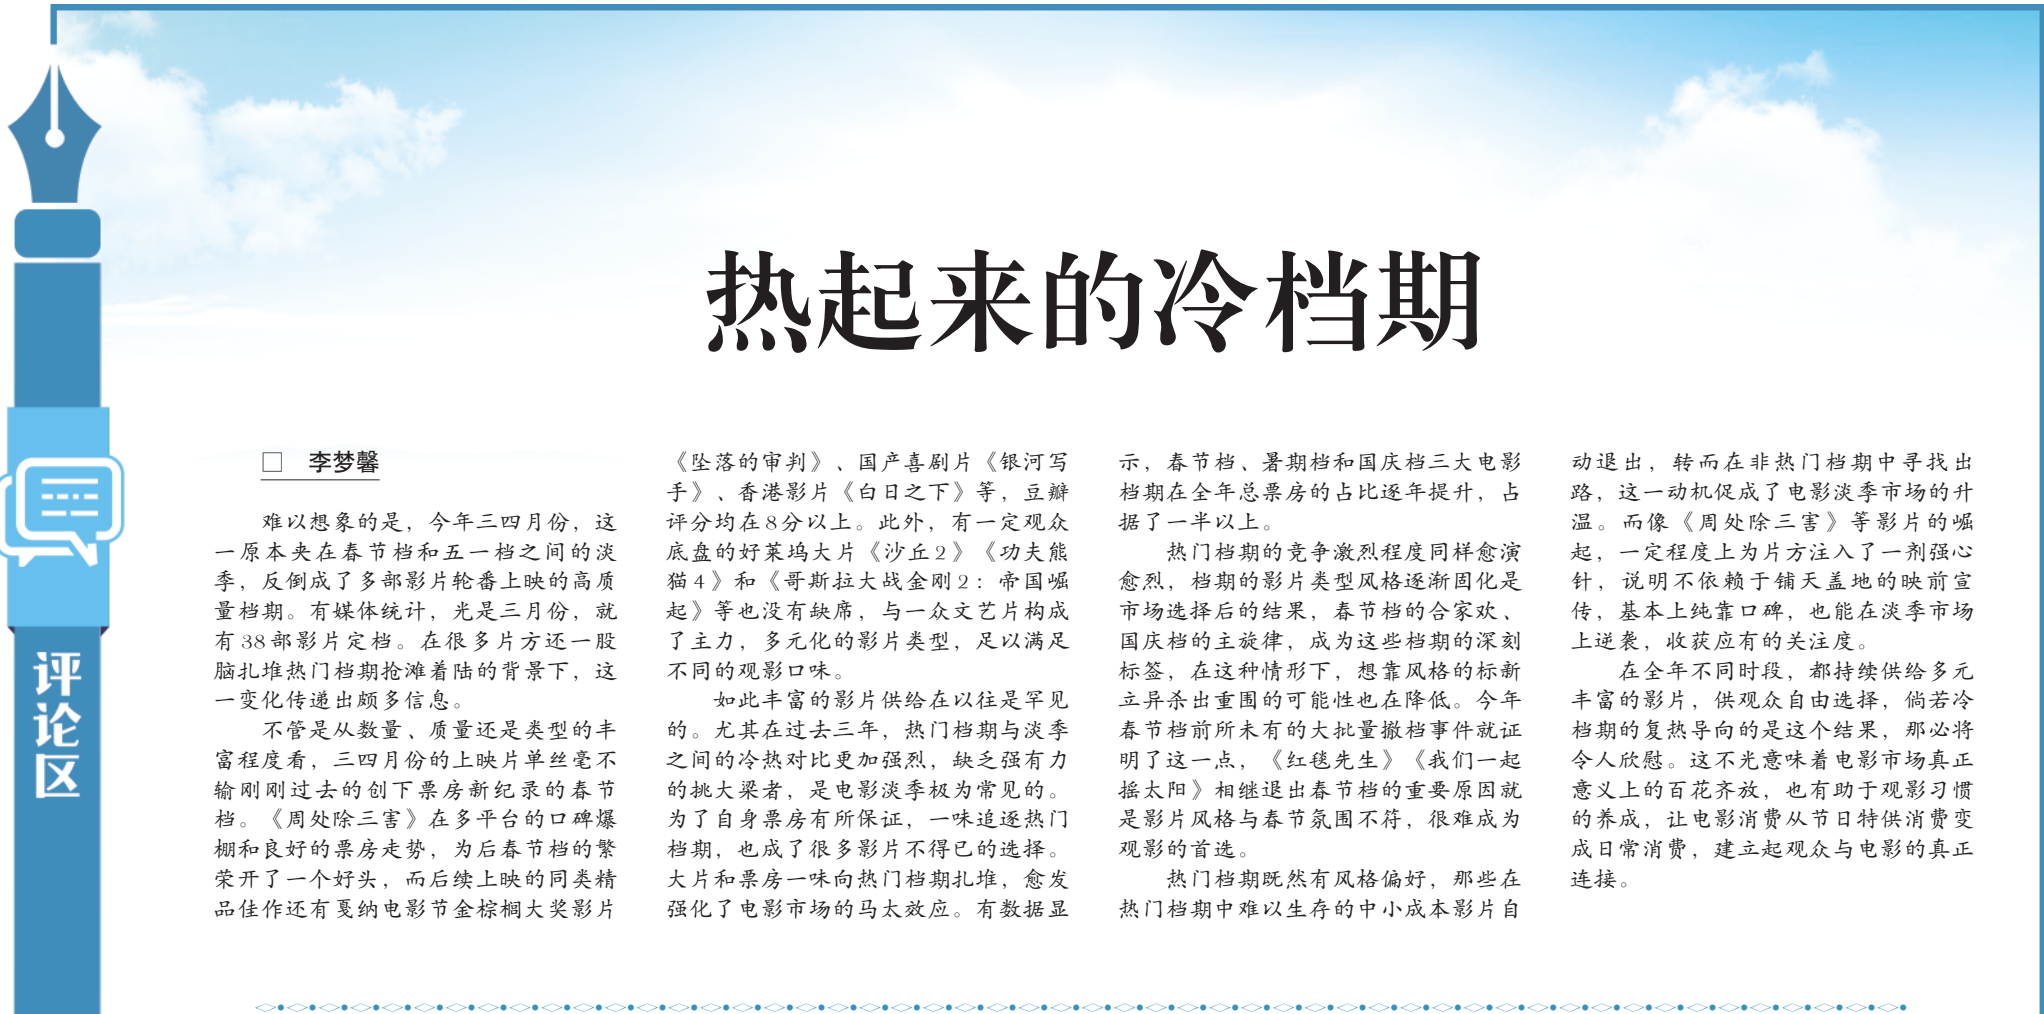 评论区
热起来的冷档期
□ 李梦馨
难以想象的是，今年三四月份，这
一原本夹在春节档和五一档之间的淡
季，反倒成了多部影片轮番上映的高质
量档期。有媒体统计，光是三月份，就
有38部影片定档。在很多片方还一股
脑扎堆热门档期抢滩着陆的背景下，这
一变化传递出颇多信息。
不管是从数量、质量还是类型的丰
富程度看，三四月份的上映片单丝毫不
输刚刚过去的创下票房新纪录的春节
档。《周处除三害》在多平台的口碑爆
棚和良好的票房走势，为后春节档的繁
荣开了一个好头，而后续上映的同类精
品佳作还有戛纳电影节金棕榈大奖影片
《坠落的审判》、国产喜剧片《银河写
手》、香港影片《白日之下》等，豆瓣
评分均在8分以上。此外，有一定观众
底盘的好莱坞大片《沙丘2》《功夫熊
猫4》和《哥斯拉大战金刚2：帝国崛
起》等也没有缺席，与一众文艺片构成
了主力，多元化的影片类型，足以满足
不同的观影口味。
如此丰富的影片供给在以往是罕见
的。尤其在过去三年，热门档期与淡季
之间的冷热对比更加强烈，缺乏强有力
的挑大梁者，是电影淡季极为常见的。
为了自身票房有所保证，一味追逐热门
档期，也成了很多影片不得已的选择。
大片和票房一味向热门档期扎堆，愈发
强化了电影市场的马太效应。有数据显
示，春节档、暑期档和国庆档三大电影
档期在全年总票房的占比逐年提升，占
据了一半以上。
热门档期的竞争激烈程度同样愈演
愈烈，档期的影片类型风格逐渐固化是
市场选择后的结果，春节档的合家欢、
国庆档的主旋律，成为这些档期的深刻
标签，在这种情形下，想靠风格的标新
立异杀出重围的可能性也在降低。今年
春节档前所未有的大批量撤档事件就证
明了这一点，《红毯先生》《我们一起
摇太阳》相继退出春节档的重要原因就
是影片风格与春节氛围不符，很难成为
观影的首选。
热门档期既然有风格偏好，那些在
热门档期中难以生存的中小成本影片自
动退出，转而在非热门档期中寻找出
路，这一动机促成了电影淡季市场的升
温。而像《周处除三害》等影片的崛
起，一定程度上为片方注入了一剂强心
针，说明不依赖于铺天盖地的映前宣
传，基本上纯靠口碑，也能在淡季市场
上逆袭，收获应有的关注度。
在全年不同时段，都持续供给多元
丰富的影片，供观众自由选择，倘若冷
档期的复热导向的是这个结果，那必将
令人欣慰。这不光意味着电影市场真正
意义上的百花齐放，也有助于观影习惯
的养成，让电影消费从节日特供消费变
成日常消费，建立起观众与电影的真正
连接。